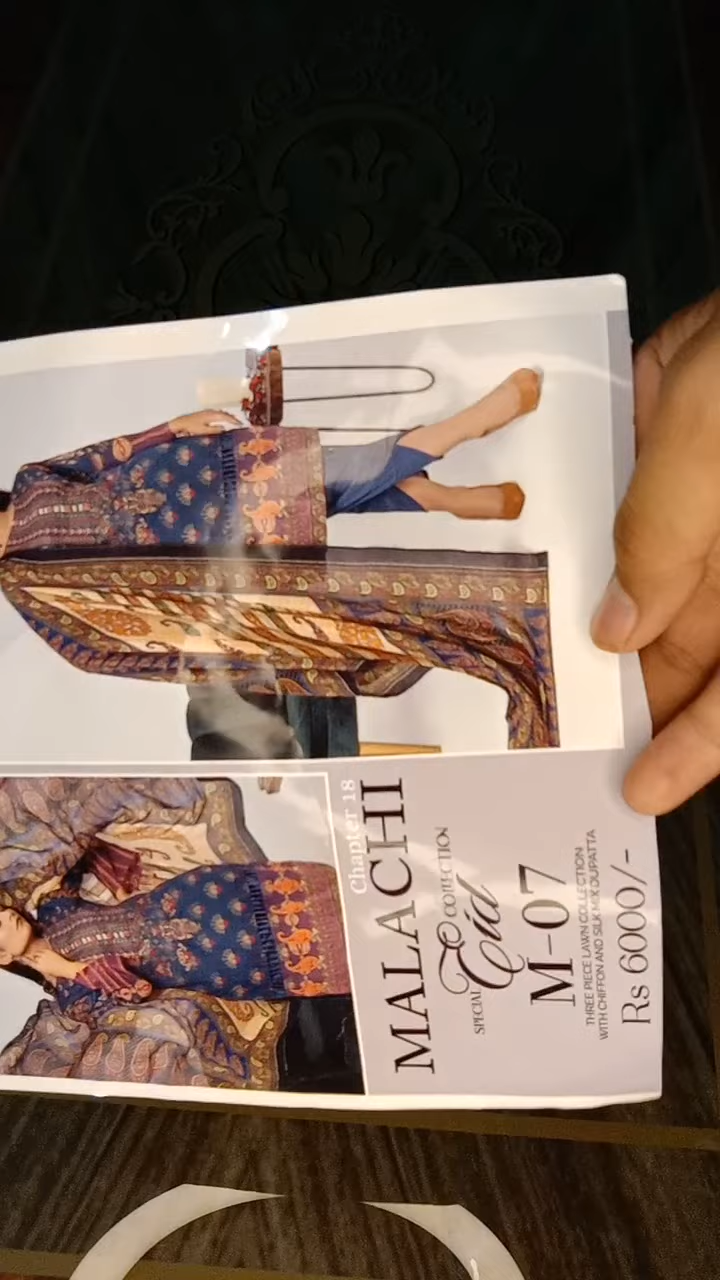 Chapter 18
MALACHI
SPECIAL Eid COLLECTION
M-07
THREE PIECE LAWN COLLECTION
WITH CHIFFON AND SILK MIX DUPATTA
Rs 6000/-